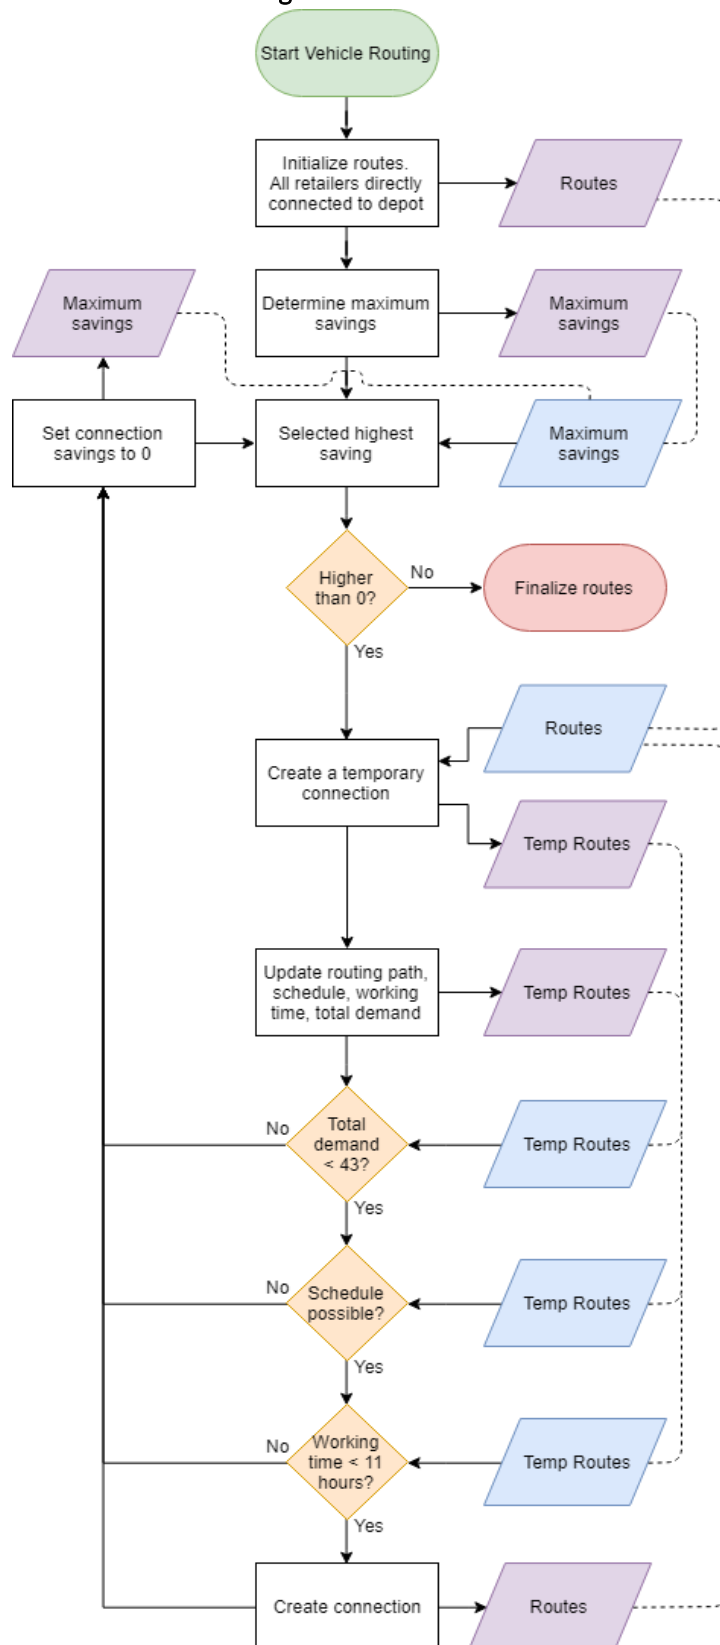 Start Vehicle Routing
Initialize routes.
All retailers directly
connected to depot
Routes
Maximum
savings
Determine maximum
savings
Maximum
savings
Set connection
savings to 0
Selected highest
saving
Maximum
savings
Higher
than 0?
No
Finalize routes
Yes
Routes
Create a temporary
connection
Temp Routes
Update routing path,
schedule, working
time, total demand
Temp Routes
No
Total
demand
< 43?
Temp Routes
Yes
No
Schedule
possible?
Temp Routes
Yes
No
Working
time < 11
hours?
Temp Routes
Yes
Create connection
Routes